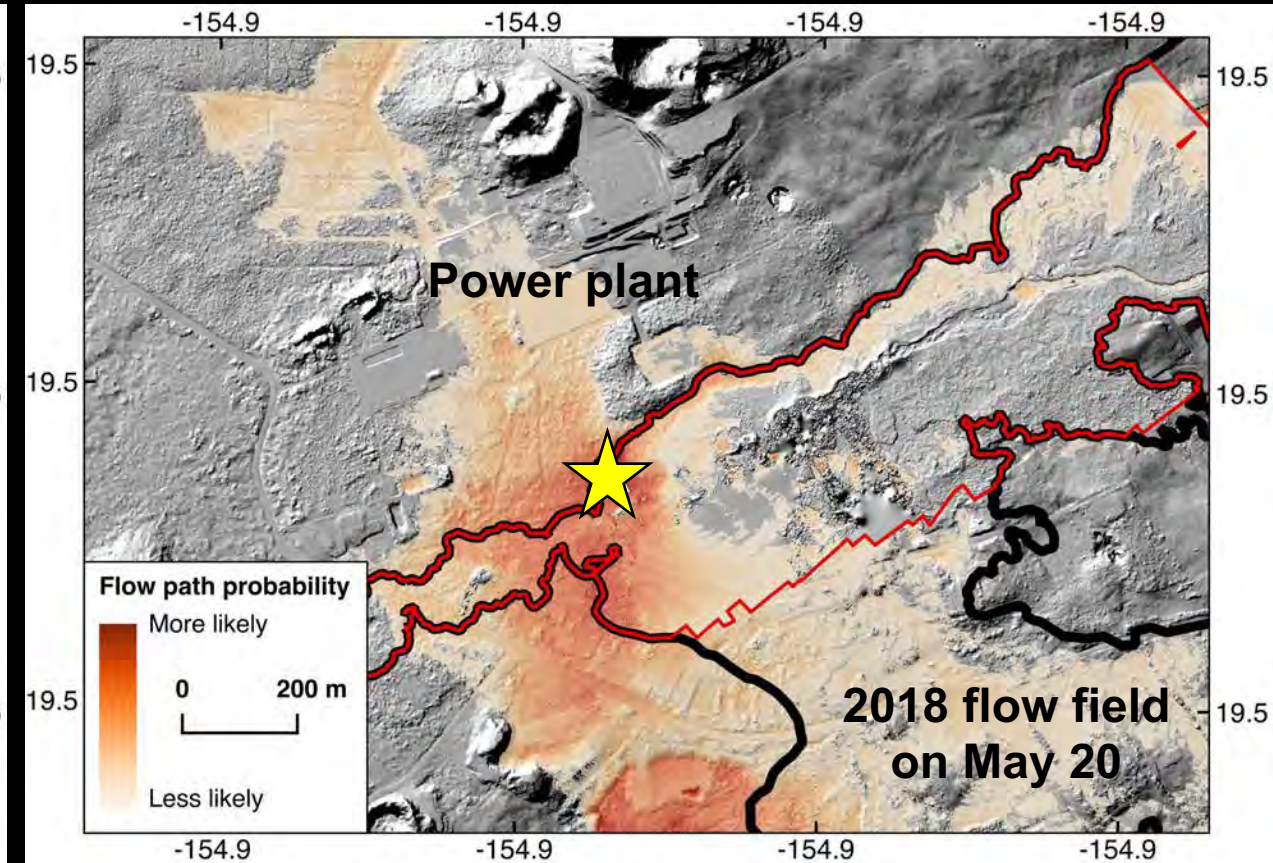 -154.9 -154.9 -154.9 -154.9
19.5 19.5
Power plant
19.5 19.5
Flow path probability
More likely
0 200 m
Less likely
19.5 19.5
2018 flow field
on May 20
-154.9 -154.9 -154.9 -154.9